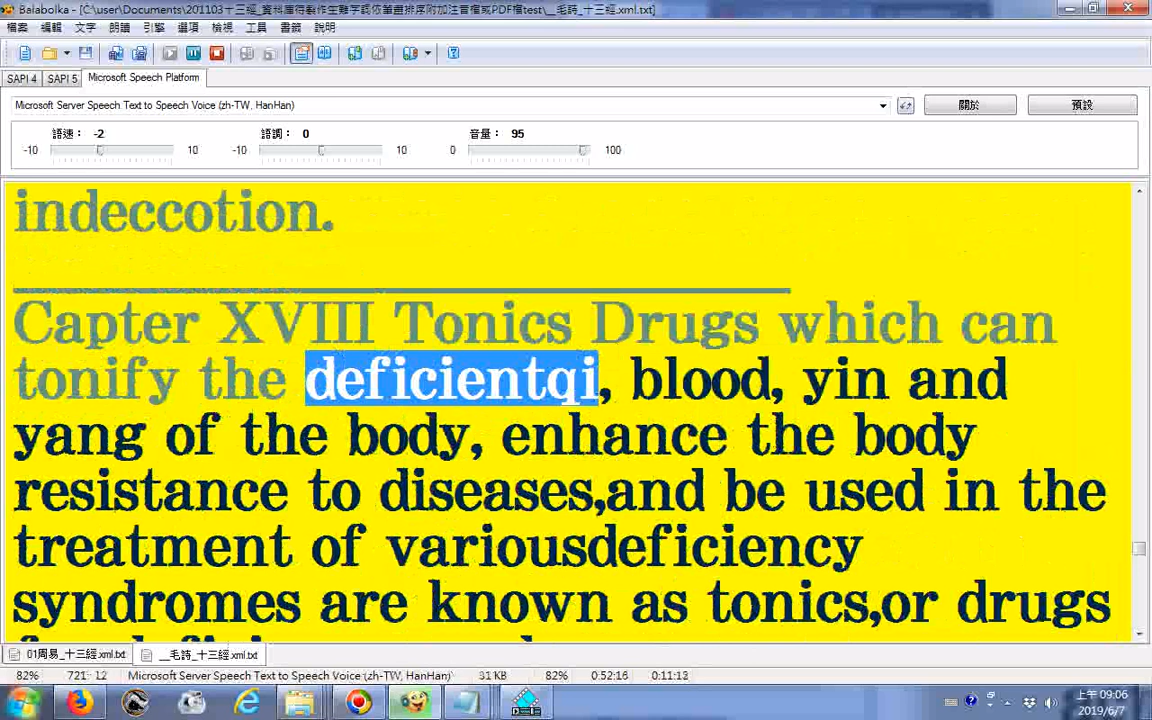 Balabolka - [C:\user\Documents\201103十三經_資料庫待製作生難字詞依筆畫排序附加注音檔或PDF檔test\__毛詩_十三經.xml.txt]
檔案 編輯 文字 朗讀 引擎 選項 檢視 工具 書籤 說明
SAPI 4 SAPI 5 Microsoft Speech Platform
Microsoft Server Speech Text to Speech Voice (zh-TW, HanHan) 關於 預設
語速： -2 語調： 0 音量： 95
-10 10 -10 10 0 100
indeccotion.
Capter XVIII Tonics Drugs which can
tonify the deficientqi, blood, yin and
yang of the body, enhance the body
resistance to diseases,and be used in the
treatment of variousdeficiency
syndromes are known as tonics,or drugs
01周易_十三經.xml.txt __毛詩_十三經.xml.txt
82% 721: 12 Microsoft Server Speech Text to Speech Voice (zh-TW, HanHan) 31 KB 82% 0:52:16 0:11:13
上午 09:06
2019/6/7